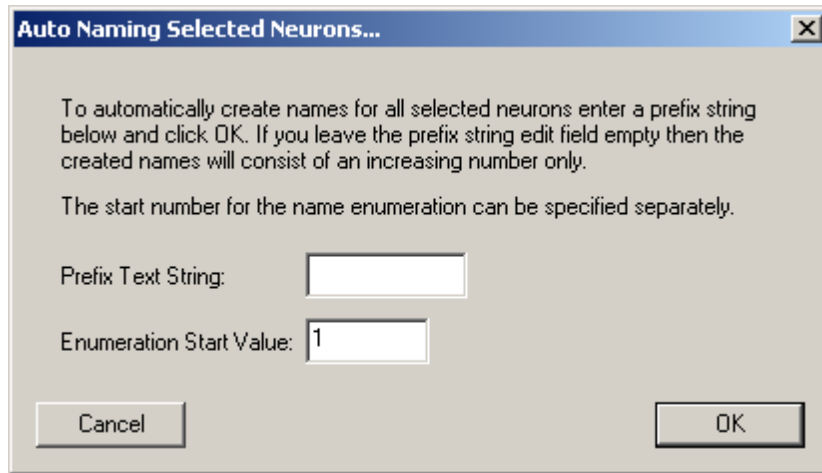 Auto Naming Selected Neurons...
To automatically create names for all selected neurons enter a prefix string
below and click OK. If you leave the prefix string edit field empty then the
created names will consist of an increasing number only.
The start number for the name enumeration can be specified separately.
Prefix Text String:
Enumeration Start Value: 1
Cancel OK